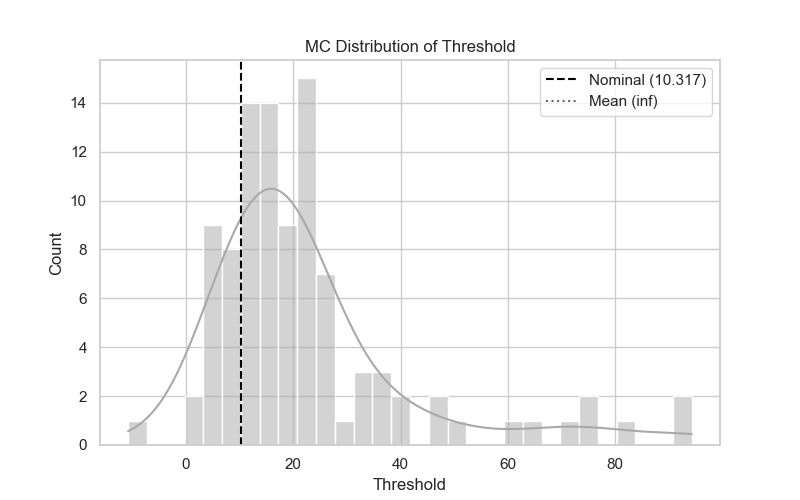 MC Distribution of Threshold
Nominal (10.317)
Mean (inf)
14
12
10
8
6
4
2
0
Count
0 20 40 60 80
Threshold